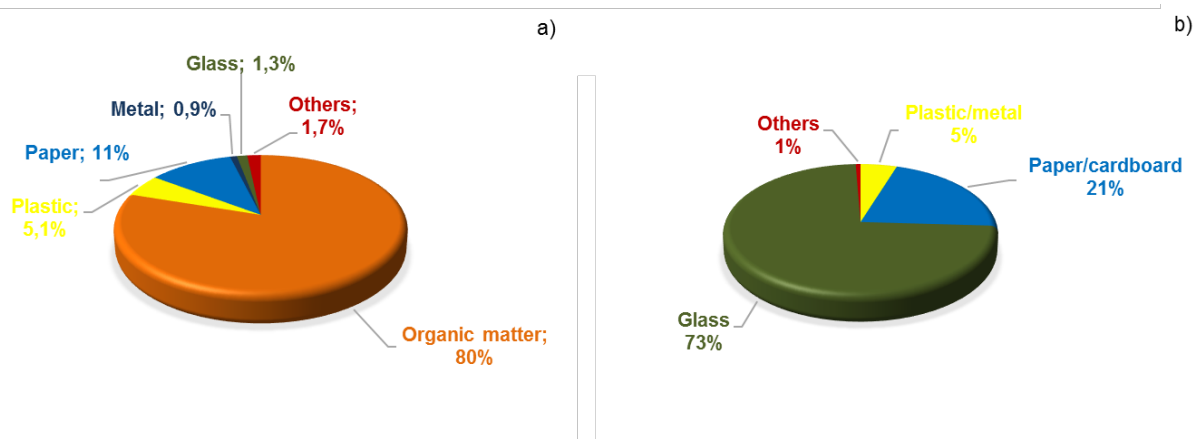 a)
Glass; 1,3%
Metal; 0,9%
Others;
1,7%
Paper; 11%
Plastic;
5,1%
Organic matter;
80%
b)
Plastic/metal
5%
Others
1%
Paper/cardboard
21%
Glass
73%